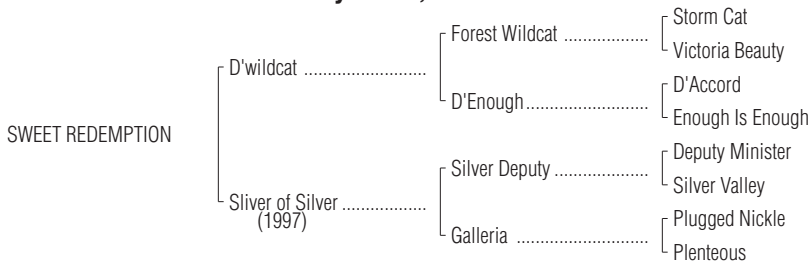 Storm Cat
Forest Wildcat ....................
Victoria Beauty
D'wildcat .............................
D'Accord
D'Enough.............................
Enough Is Enough
SWEET REDEMPTION
Deputy Minister
Silver Deputy ......................
Silver Valley
Sliver of Silver ....................
(1997)
Plugged Nickle
Galleria ...............................
Plenteous